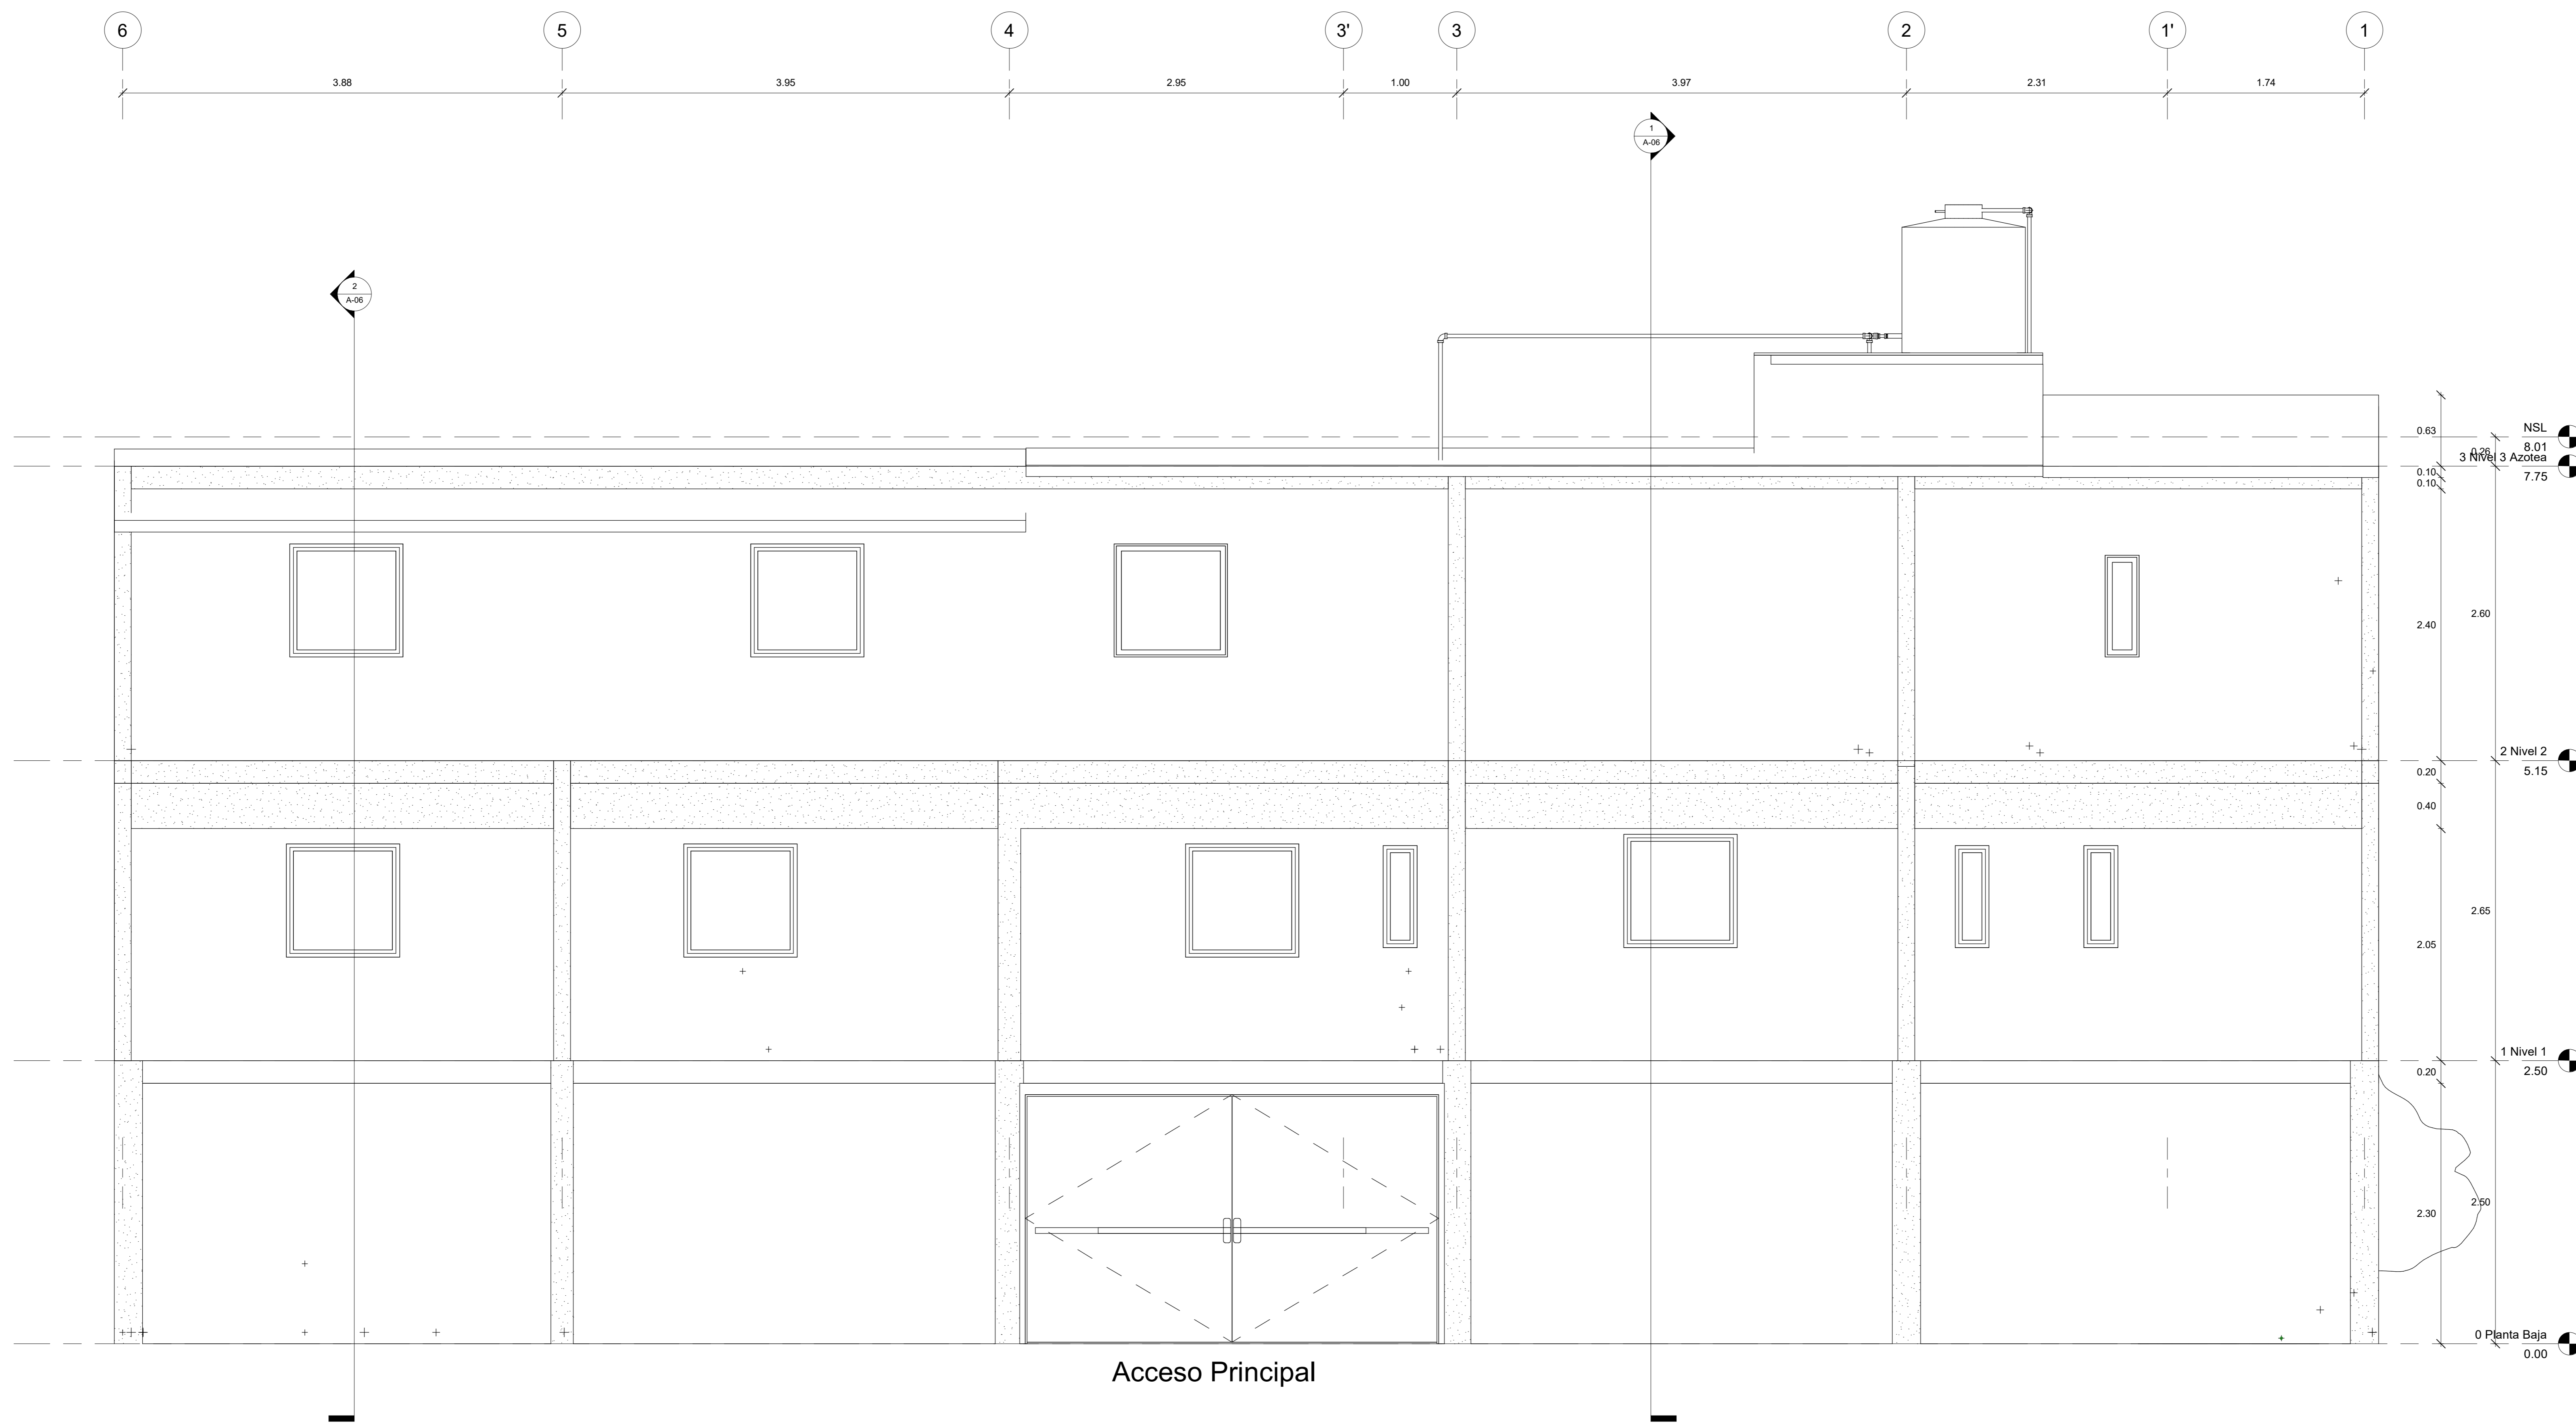 6 5 4 3' 3 2 1' 1
3.88 3.95 2.95 1.00 3.97 2.31 1.74
1
A-06
2
A-06
0.63
NSL
8.01
0.26
3 Nivel 3 Azotea
0.10
7.75
0.10
2.60
2.40
2 Nivel 2
0.20
5.15
0.40
2.65
2.05
1 Nivel 1
0.20
2.50
2.50
2.30
0 Planta Baja
0.00
Acceso Principal